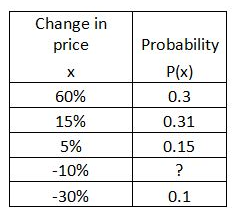 Change in
price Probability
x P(x)
60% 0.3
15% 0.31
5% 0.15
-10% ?
-30% 0.1